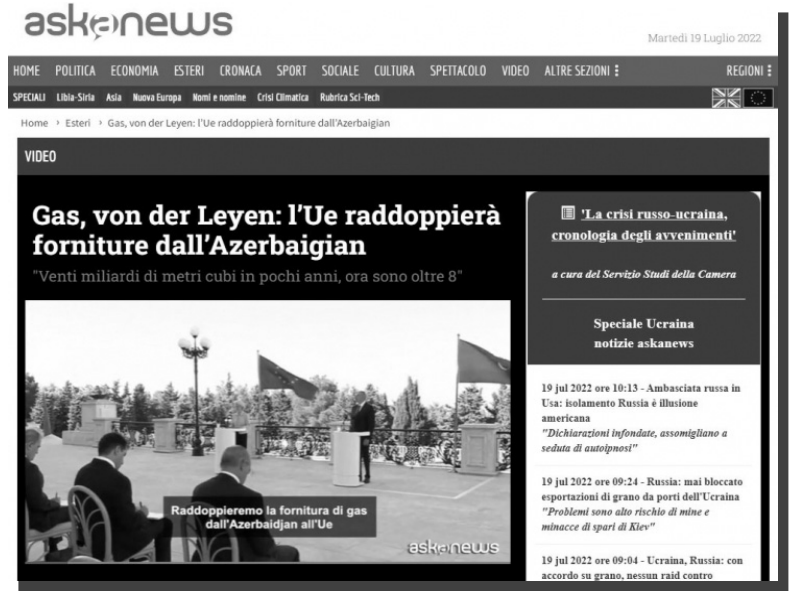 askanews
Martedì 19 Luglio 2022
HOME POLITICA ECONOMIA ESTERI CRONACA SPORT SOCIALE CULTURA SPETTACOLO VIDEO ALTRE SEZIONI REGIONI
SPECIALI Libia-Siria Asia Nuova Europa Nomi e nomine Crisi Climatica Rubrica Sci-Tech
Home › Esteri › Gas, von der Leyen: l'Ue raddoppierà forniture dall'Azerbaigian
VIDEO
Gas, von der Leyen: l'Ue raddoppierà
forniture dall'Azerbaigian
"Venti miliardi di metri cubi in pochi anni, ora sono oltre 8"
Raddoppieremo la fornitura di gas
dall'Azerbaidjan all'Ue
askanews
'La crisi russo-ucraina,
cronologia degli avvenimenti'
a cura del Servizio Studi della Camera
Speciale Ucraina
notizie askanews
19 jul 2022 ore 10:13 - Ambasciata russa in
Usa: isolamento Russia è illusione
americana
"Dichiarazioni infondate, assomigliano a
seduta di autoipnosi"
19 jul 2022 ore 09:24 - Russia: mai bloccato
esportazioni di grano da porti dell'Ucraina
"Problemi sono alto rischio di mine e
minacce di spari di Kiev"
19 jul 2022 ore 09:04 - Ucraina, Russia: con
accordo su grano, nessun raid contro